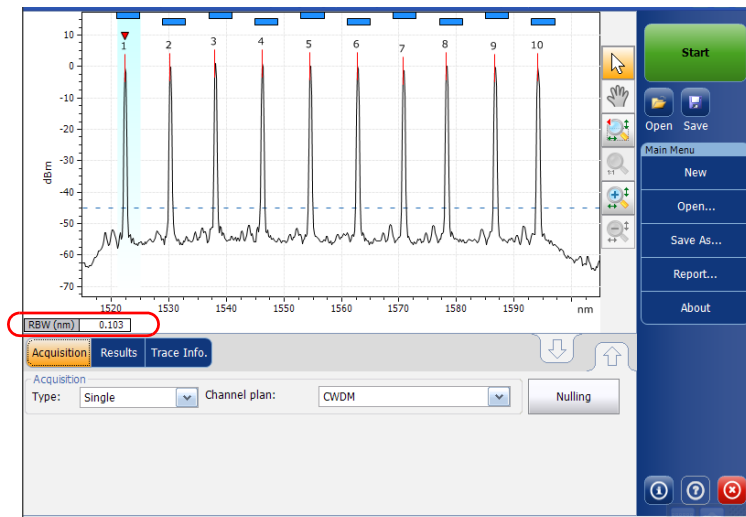 10
0
-10
-20
-30
-40
-50
-60
-70
dBm
1 2 3 4 5 6 7 8 9 10
1520 1530 1540 1550 1560 1570 1580 1590 nm
RBW (nm) 0.103
1:1
Acquisition Results Trace Info.
Acquisition
Type: Single Channel plan: CWDM Nulling
Start
Open Save
Main Menu
New
Open...
Save As...
Report...
About